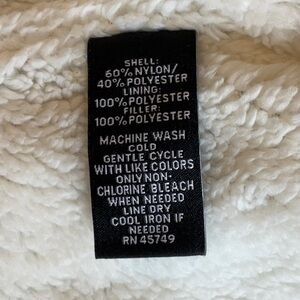 SHELL:
60% NYLON/
40% POLYESTER
LINING:
100% POLYESTER
FILLER:
100% POLYESTER
MACHINE WASH
COLD
GENTLE CYCLE
WITH LIKE COLORS
ONLY NON-
CHLORINE BLEACH
WHEN NEEDED
LINE DRY
COOL IRON IF
NEEDED
RN 45749